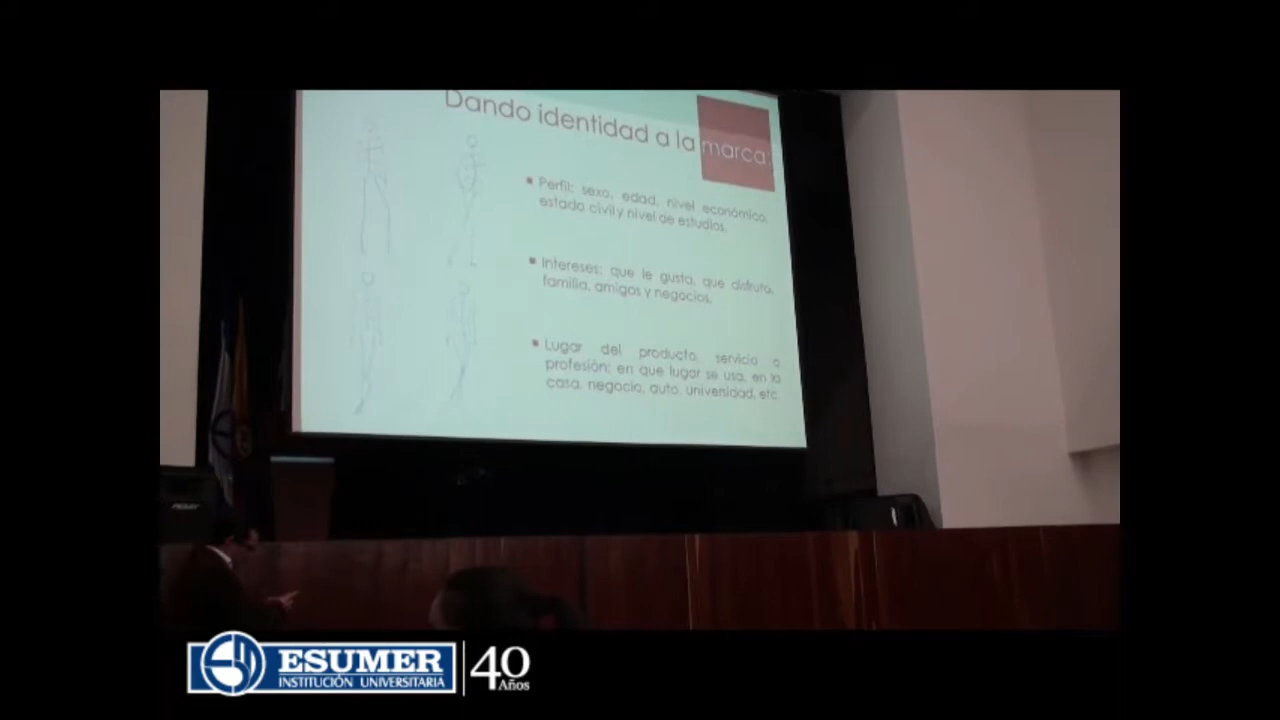 Dando identidad a la marca:
Perfil: sexo, edad, nivel económico,
estado civil y nivel de estudios.
Intereses: que le gusta, que disfruta,
familia, amigos y negocios.
Lugar del producto, servicio o
profesión: en que lugar se usa, en la
casa, negocio, auto, universidad, etc
PEAVEY
ESUMER
INSTITUCIÓN UNIVERSITARIA
40
Años